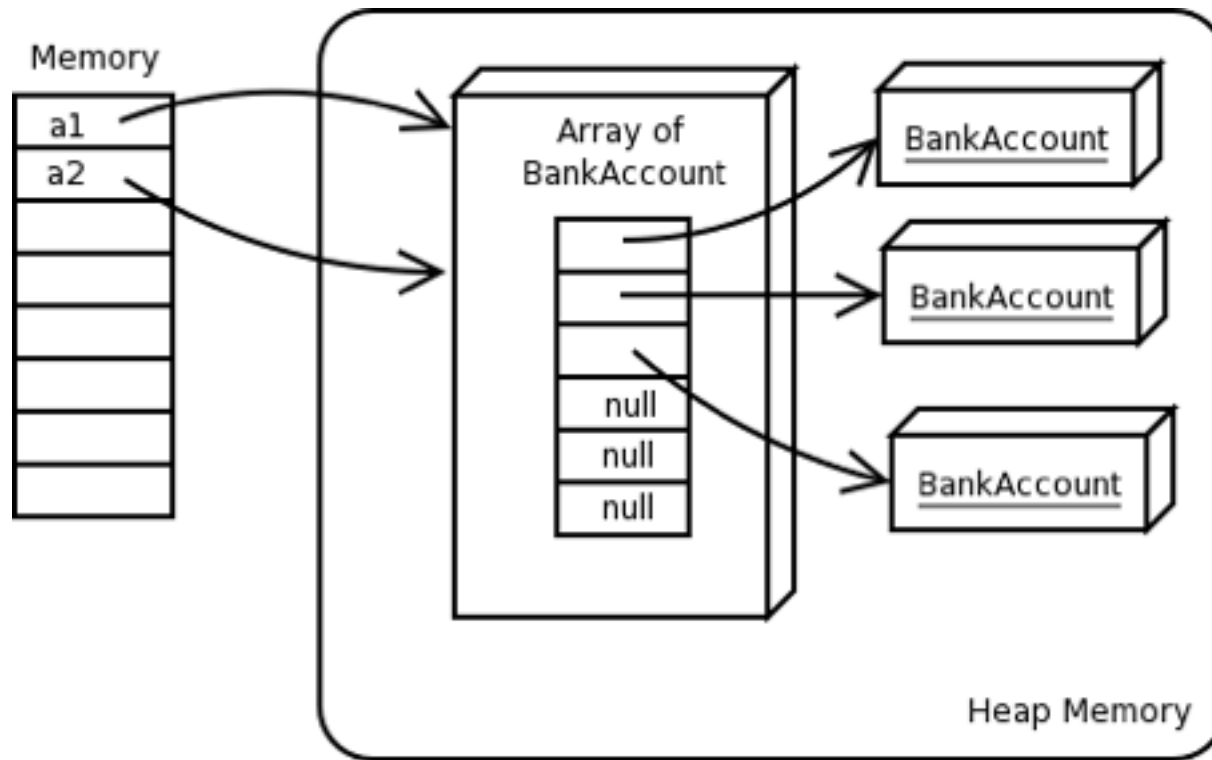 Memory
a1
a2
Array of
BankAccount
null
null
null
BankAccount
BankAccount
BankAccount
Heap Memory